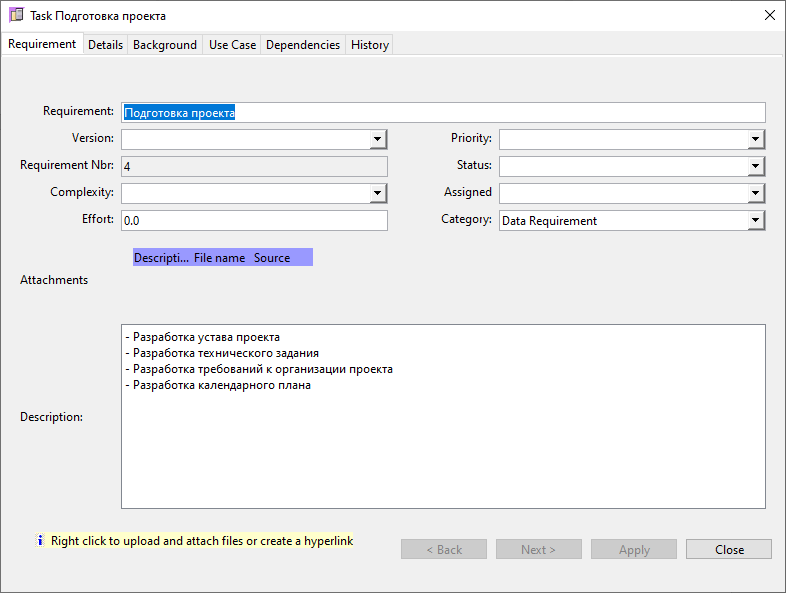 Task Подготовка проекта
Requirement Details Background Use Case Dependencies History
Requirement: Подготовка проекта
Version: Priority:
Requirement Nbr: 4 Status:
Complexity: Assigned
Effort: 0.0 Category: Data Requirement
Descripti... File name Source
Attachments
- Разработка устава проекта
- Разработка технического задания
- Разработка требований к организации проекта
- Разработка календарного плана
Description:
i Right click to upload and attach files or create a hyperlink
< Back Next > Apply Close